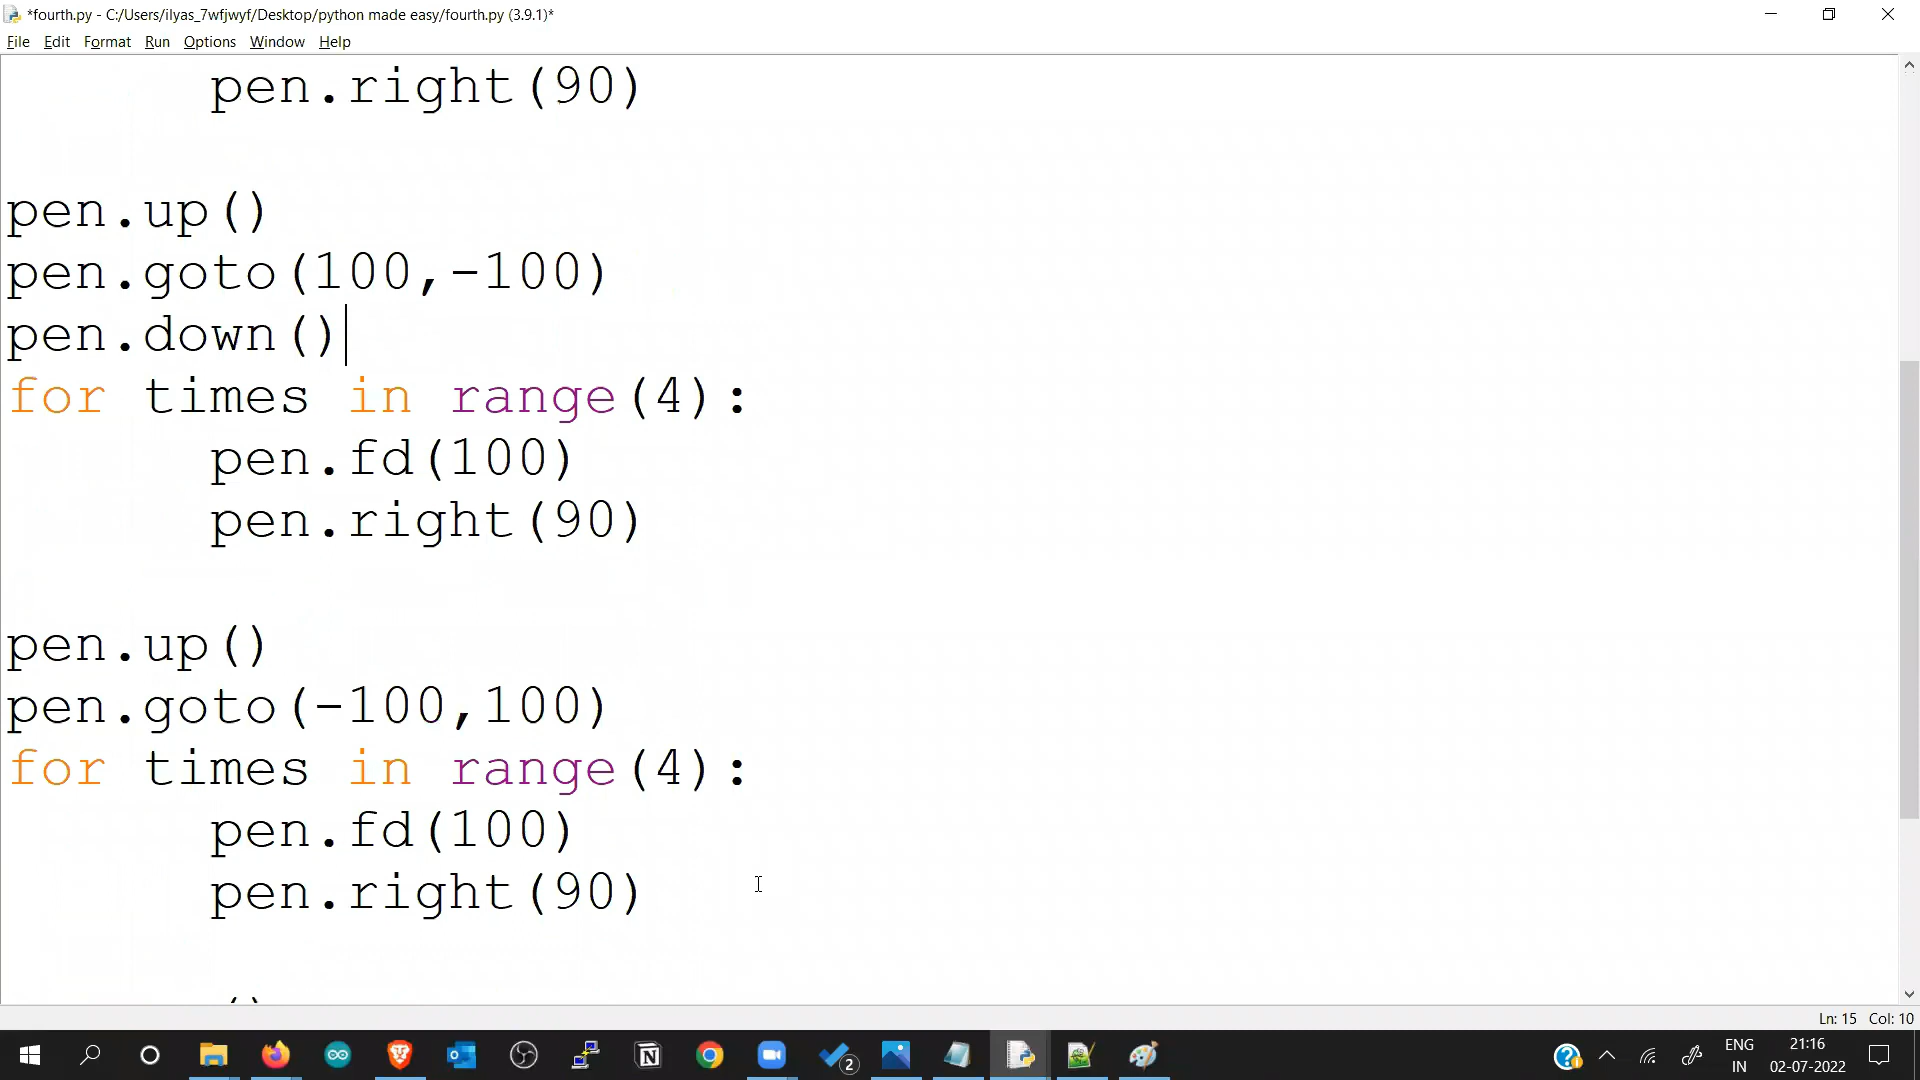 *fourth.py - C:/Users/ilyas_7wfjwyf/Desktop/python made easy/fourth.py (3.9.1)*
File Edit Format Run Options Window Help
pen.right(90)
pen.up()
pen.goto(100,-100)
pen.down()
for times in range(4):
pen.fd(100)
pen.right(90)
pen.up()
pen.goto(-100,100)
for times in range(4):
pen.fd(100)
pen.right(90)
Ln: 15 Col: 10
2
ENG
IN
21:16
02-07-2022